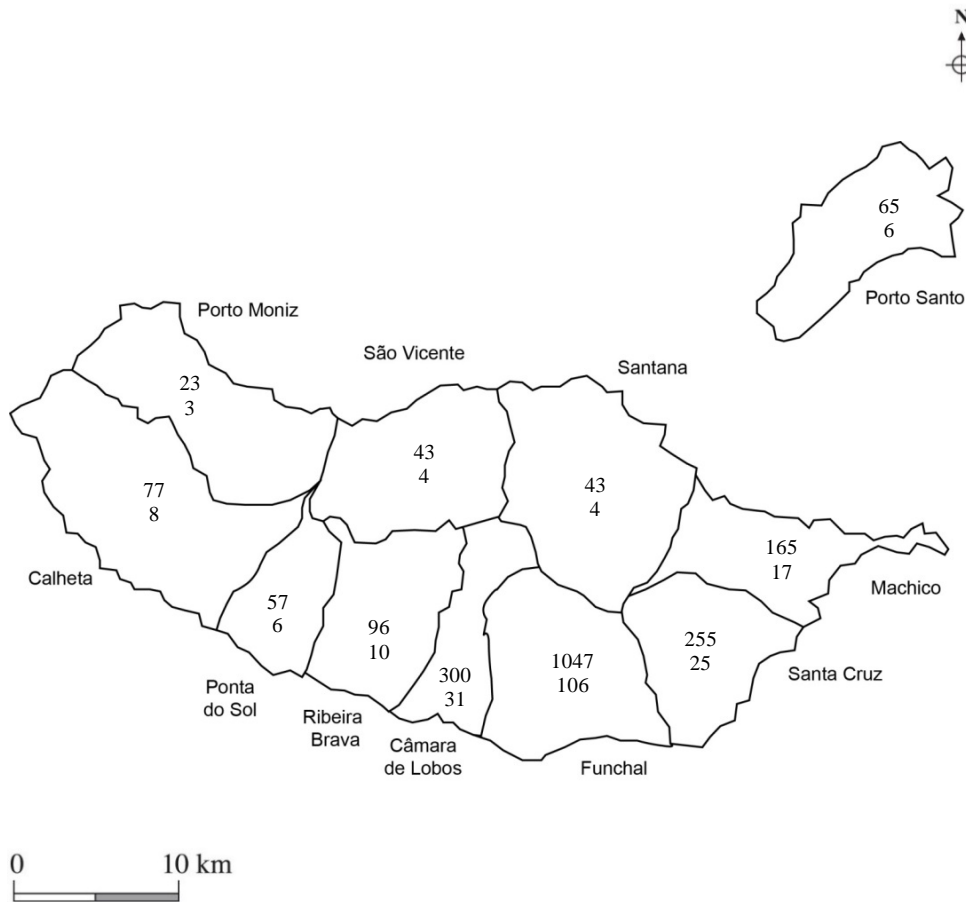 N
65
6
Porto Santo
Porto Moniz
São Vicente
Santana
23
3
43
4
43
4
77
8
165
17
Calheta
Machico
57
6
96
10
255
25
300
31
1047
106
Santa Cruz
Ponta
do Sol
Ribeira
Brava
Câmara
de Lobos
Funchal
0 10 km